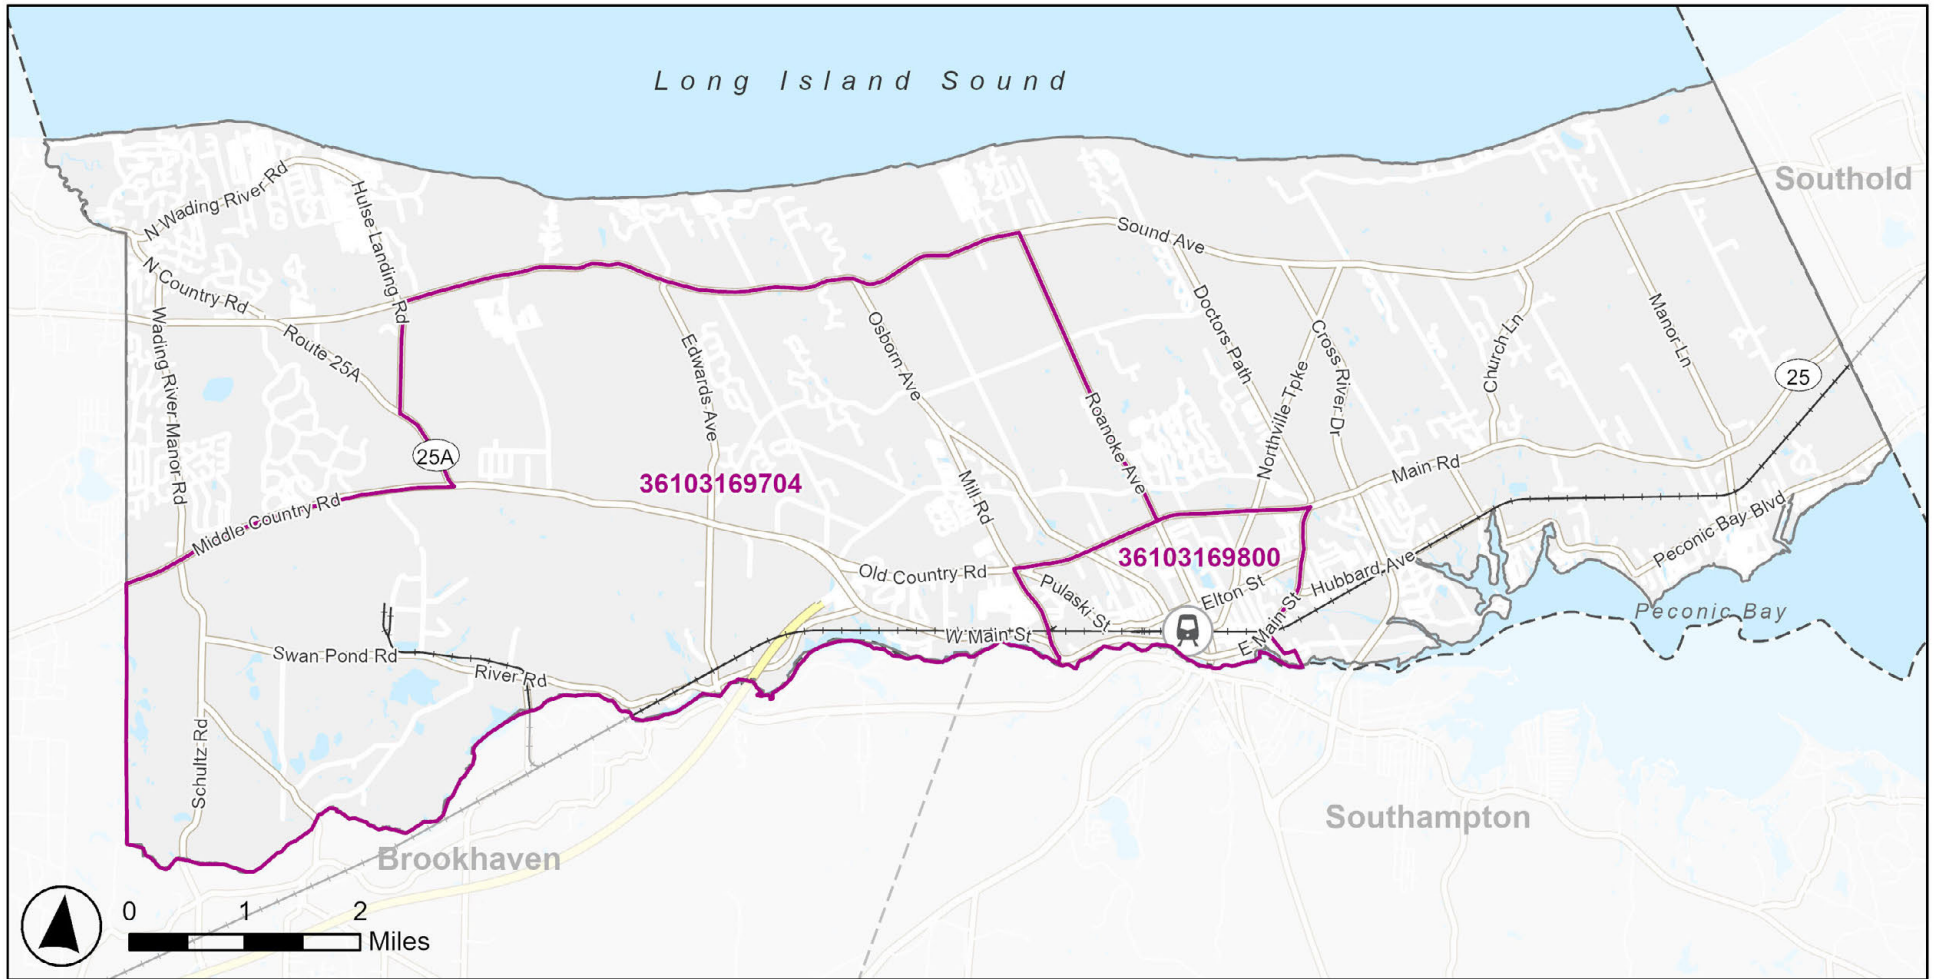 Long Island Sound
Southold
N Wading River Rd
Hulse Landing Rd
Sound Ave
N Country Rd
Wading River Manor Rd
Route 25A
Edwards Ave
Osborn Ave
Doctors Path
Cross River Dr
Northville Tpke
Church Ln
Manor Ln
25
Roanoke Ave
25A
36103169704
Main Rd
Mill Rd
Middle Country Rd
36103169800
Peconic Bay Blvd
Old Country Rd
Pulaski St
Elton St
Hubbard Ave
E Main St
Peconic Bay
W Main St
Swan Pond Rd
River Rd
Schultz Rd
Southampton
Brookhaven
0 1 2
Miles